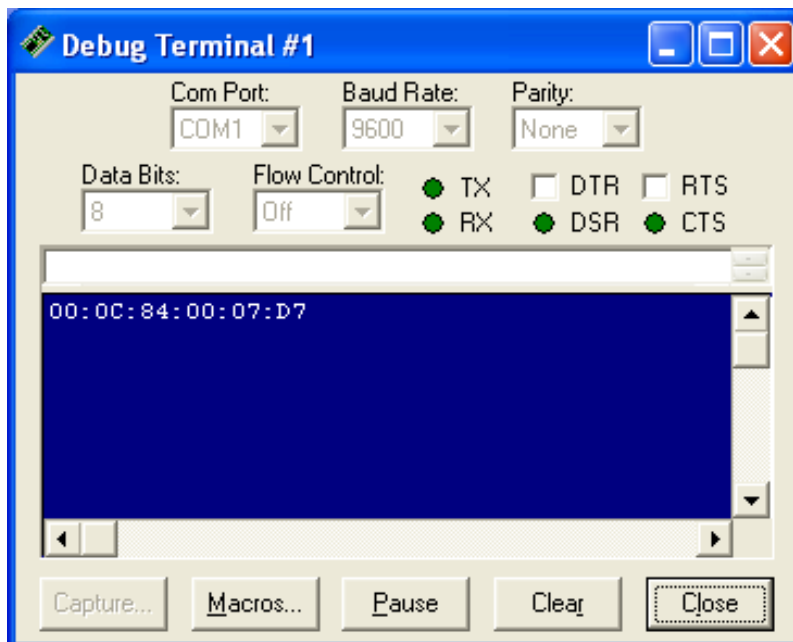 Debug Terminal #1
Com Port: Baud Rate: Parity:
COM1 9600 None
Data Bits: Flow Control: TX DTR RTS
8 Off RX DSR CTS
00:0C:84:00:07:D7
Capture... Macros... Pause Clear Close